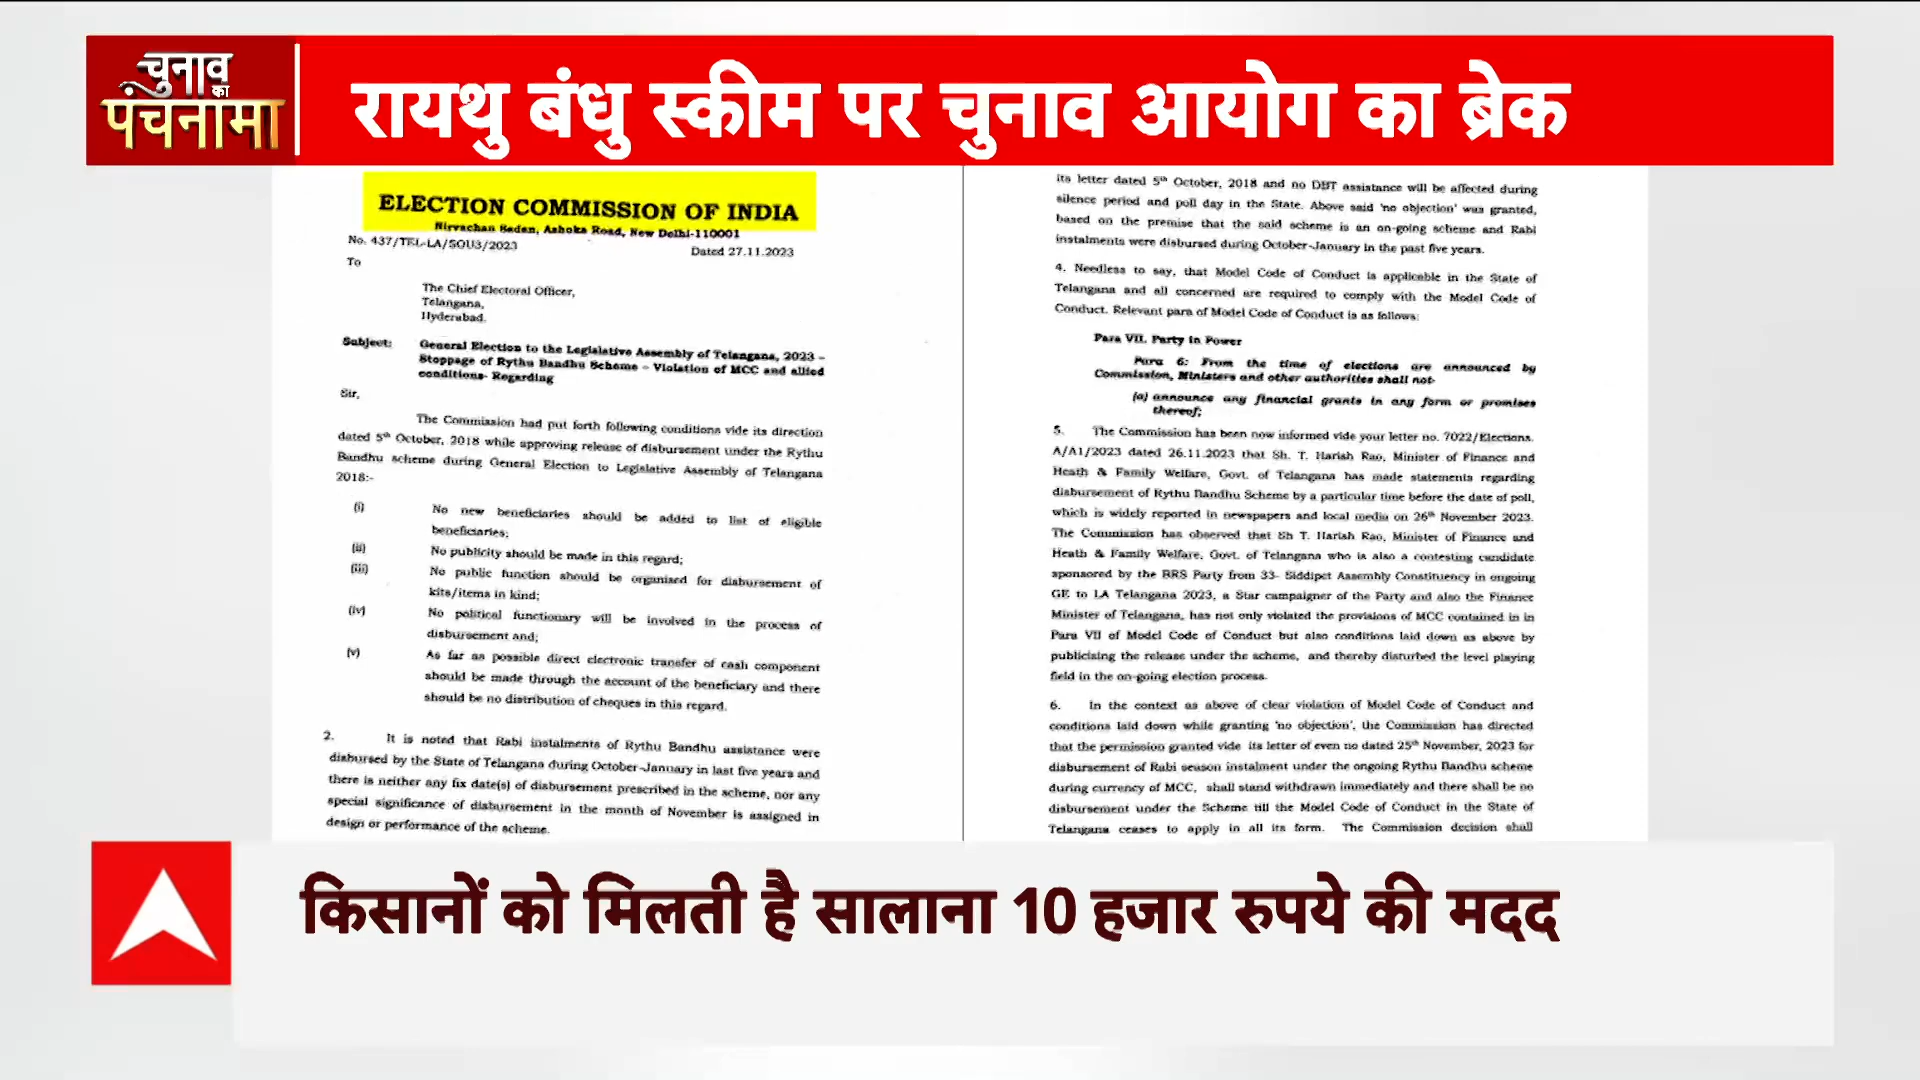 चुनाव
का
पंचनामा
रायथु बंधु स्कीम पर चुनाव आयोग का ब्रेक
ELECTION COMMISSION OF INDIA
Nirvachan Sadan, Ashoka Road, New Delhi-110001
No. 437/TEL-LA/SOU3/2023
Dated 27.11.2023
To
The Chief Electoral Officer,
Telangana,
Hyderabad.
Subject: General Election to the Legislative Assembly of Telangana, 2023 –
Stoppage of Rythu Bandhu Scheme – Violation of MCC and allied
conditions- Regarding
Sir,
The Commission had put forth following conditions vide its direction
dated 5th October, 2018 while approving release of disbursement under the Rythu
Bandhu scheme during General Election to Legislative Assembly of Telangana
2018:-
(i) No new beneficiaries should be added to list of eligible
beneficiaries;
(ii) No publicity should be made in this regard;
(iii) No public function should be organised for disbursement of
kits/items in kind;
(iv) No political functionary will be involved in the process of
disbursement and;
(v) As far as possible direct electronic transfer of cash component
should be made through the account of the beneficiary and there
should be no distribution of cheques in this regard.
2. It is noted that Rabi instalments of Rythu Bandhu assistance were
disbursed by the State of Telangana during October-January in last five years and
there is neither any fix date(s) of disbursement prescribed in the scheme, nor any
special significance of disbursement in the month of November is assigned in
design or performance of the scheme.
its letter dated 5th October, 2018 and no DBT assistance will be affected during
silence period and poll day in the State. Above said 'no objection' was granted,
based on the premise that the said scheme is an on-going scheme and Rabi
instalments were disbursed during October-January in the past five years.
4. Needless to say, that Model Code of Conduct is applicable in the State of
Telangana and all concerned are required to comply with the Model Code of
Conduct. Relevant para of Model Code of Conduct is as follows:
Para VII. Party in Power
Para 6: From the time of elections are announced by
Commission, Ministers and other authorities shall not-
(a) announce any financial grants in any form or promises
thereof;
5. The Commission has been now informed vide your letter no. 7022/Elections.
A/A1/2023 dated 26.11.2023 that Sh. T. Harish Rao, Minister of Finance and
Heath & Family Welfare, Govt. of Telangana has made statements regarding
disbursement of Rythu Bandhu Scheme by a particular time before the date of poll,
which is widely reported in newspapers and local media on 26th November 2023.
The Commission has observed that Sh T. Harish Rao, Minister of Finance and
Heath & Family Welfare, Govt. of Telangana who is also a contesting candidate
sponsored by the BRS Party from 33- Siddipet Assembly Constituency in ongoing
GE to LA Telangana 2023, a Star campaigner of the Party and also the Finance
Minister of Telangana, has not only violated the provisions of MCC contained in in
Para VII of Model Code of Conduct but also conditions laid down as above by
publicising the release under the scheme, and thereby disturbed the level playing
field in the on-going election process.
6. In the context as above of clear violation of Model Code of Conduct and
conditions laid down while granting 'no objection', the Commission has directed
that the permission granted vide its letter of even no dated 25th November, 2023 for
disbursement of Rabi season instalment under the ongoing Rythu Bandhu scheme
during currency of MCC, shall stand withdrawn immediately and there shall be no
disbursement under the Scheme till the Model Code of Conduct in the State of
Telangana ceases to apply in all its form. The Commission decision shall
किसानों को मिलती है सालाना 10 हजार रुपये की मदद